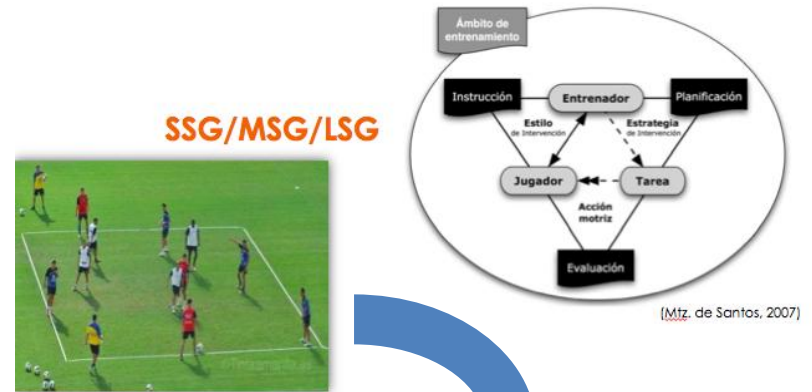 Ámbito de
entrenamiento
Instrucción
Entrenador
Planificación
Estilo
de Intervención
Estrategia
de Intervención
SSG/MSG/LSG
Jugador
Tarea
Acción
motriz
Evaluación
(Mtz. de Santos, 2007)